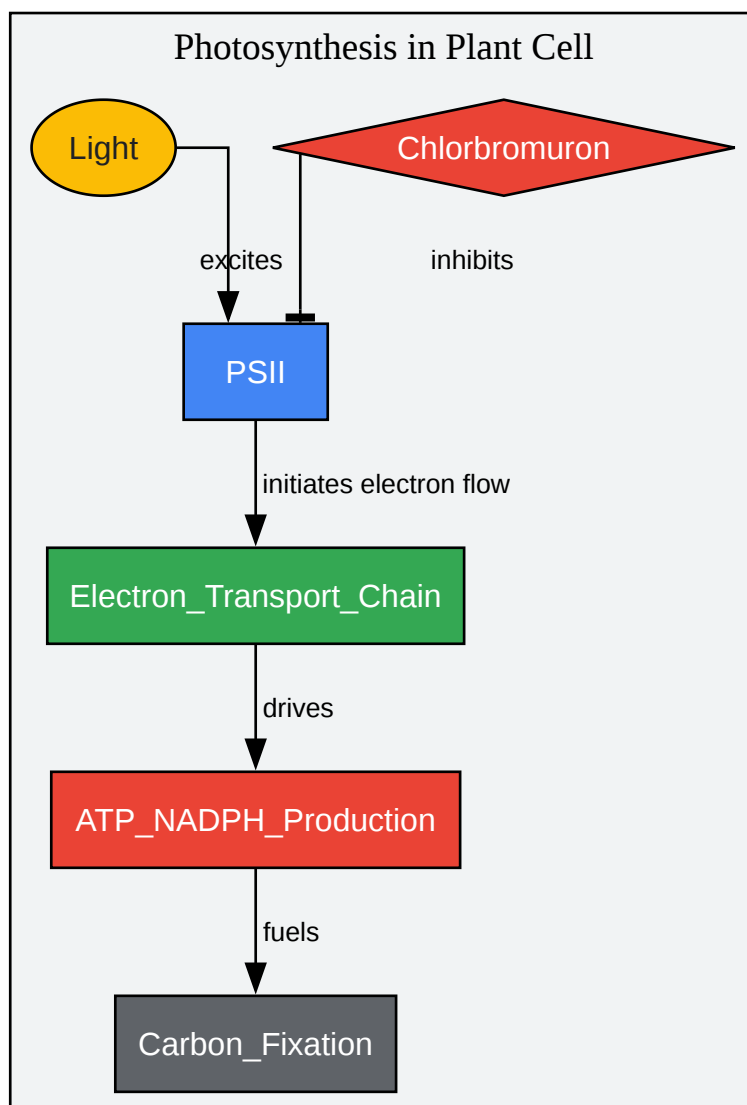 Photosynthesis in Plant Cell
Light
Chlorbromuron
excites
inhibits
PSII
initiates electron flow
Electron_Transport_Chain
drives
ATP_NADPH_Production
fuels
Carbon_Fixation